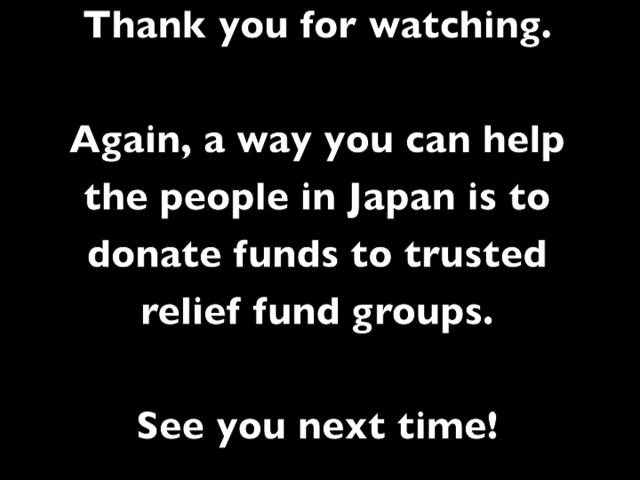 Thank you for watching.
Again, a way you can help
the people in Japan is to
donate funds to trusted
relief fund groups.
See you next time!